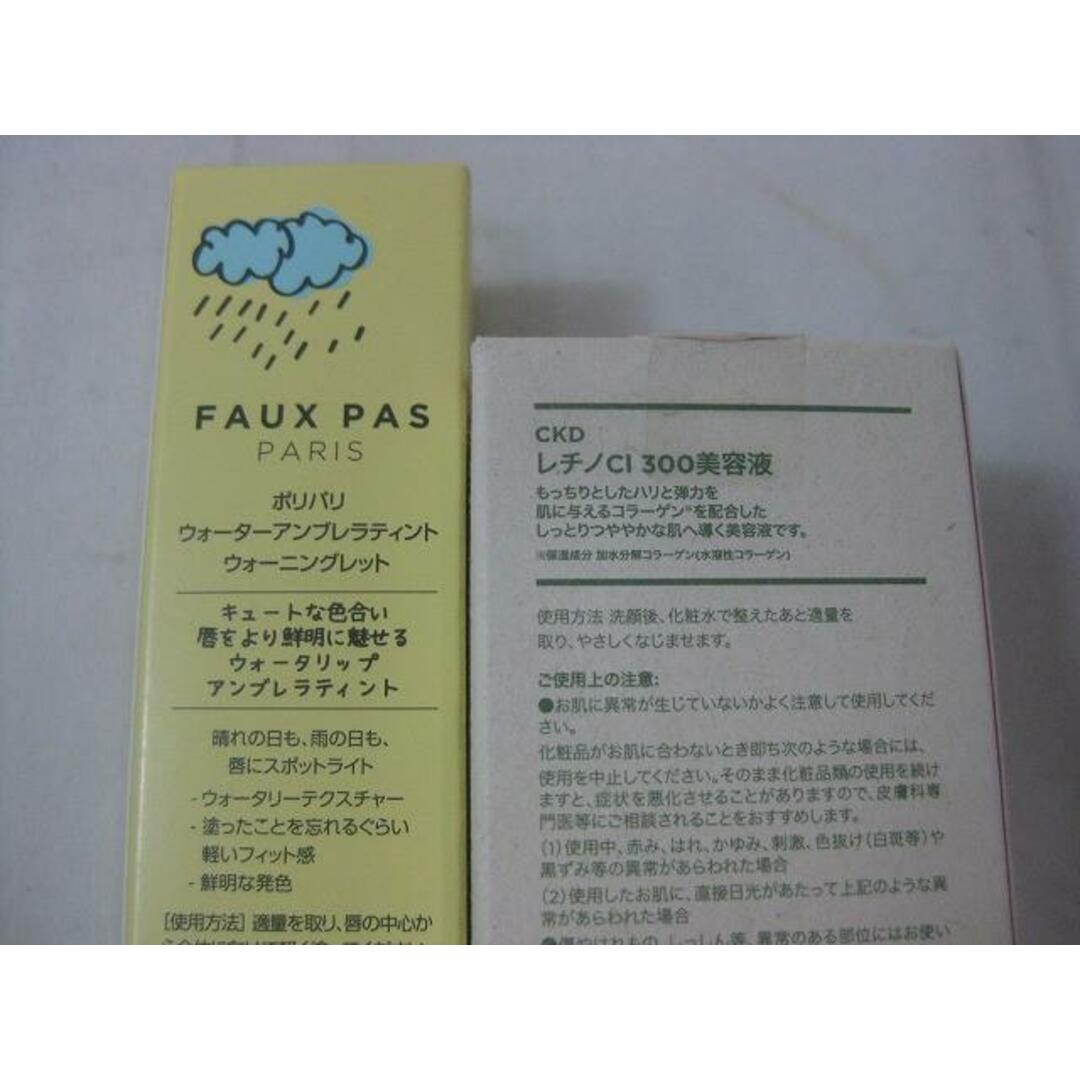 FAUX PAS
PARIS
ポリパリ
ウォーターアンブレラティント
ウォーニングレット
キュートな色合い
唇をより鮮明に魅せる
ウォータリップ
アンブレラティント
晴れの日も、雨の日も、
唇にスポットライト
- ウォータリーテクスチャー
- 塗ったことを忘れるぐらい
軽いフィット感
- 鮮明な発色
[使用方法] 適量を取り、唇の中心か
CKD
レチノCI 300美容液
もっちりとしたハリと弾力を
肌に与えるコラーゲン※を配合した
しっとりつややかな肌へ導く美容液です。
※保湿成分 加水分解コラーゲン(水溶性コラーゲン)
使用方法 洗顔後、化粧水で整えたあと適量を
取り、やさしくなじませます。
ご使用上の注意:
●お肌に異常が生じていないかよく注意して使用してくだ
さい。
化粧品がお肌に合わないとき即ち次のような場合には、
使用を中止してください。そのまま化粧品類の使用を続け
ますと、症状を悪化させることがありますので、皮膚科専
門医等にご相談されることをおすすめします。
(1)使用中、赤み、はれ、かゆみ、刺激、色抜け(白斑等)や
黒ずみ等の異常があらわれた場合
(2)使用したお肌に、直接日光があたって上記のような異
常があらわれた場合
●傷やはれもの、しっしん等、異常のある部位にはお使い